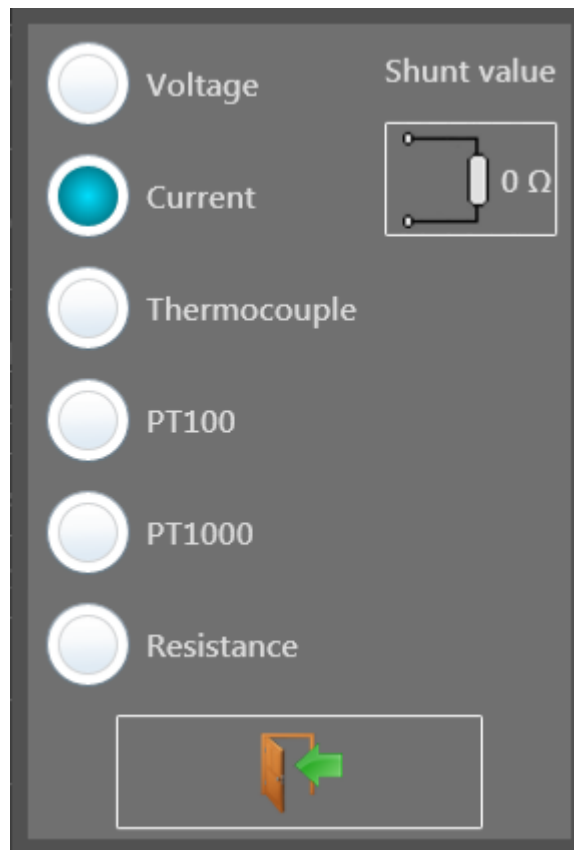 Voltage
Shunt value
Current
0 Ω
Thermocouple
PT100
PT1000
Resistance